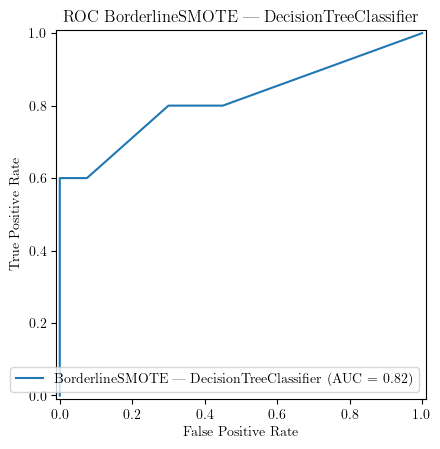 ROC BorderlineSMOTE — DecisionTreeClassifier
1.0
0.8
0.6
0.4
0.2
0.0
True Positive Rate
BorderlineSMOTE — DecisionTreeClassifier (AUC = 0.82)
0.0 0.2 0.4 0.6 0.8 1.0
False Positive Rate